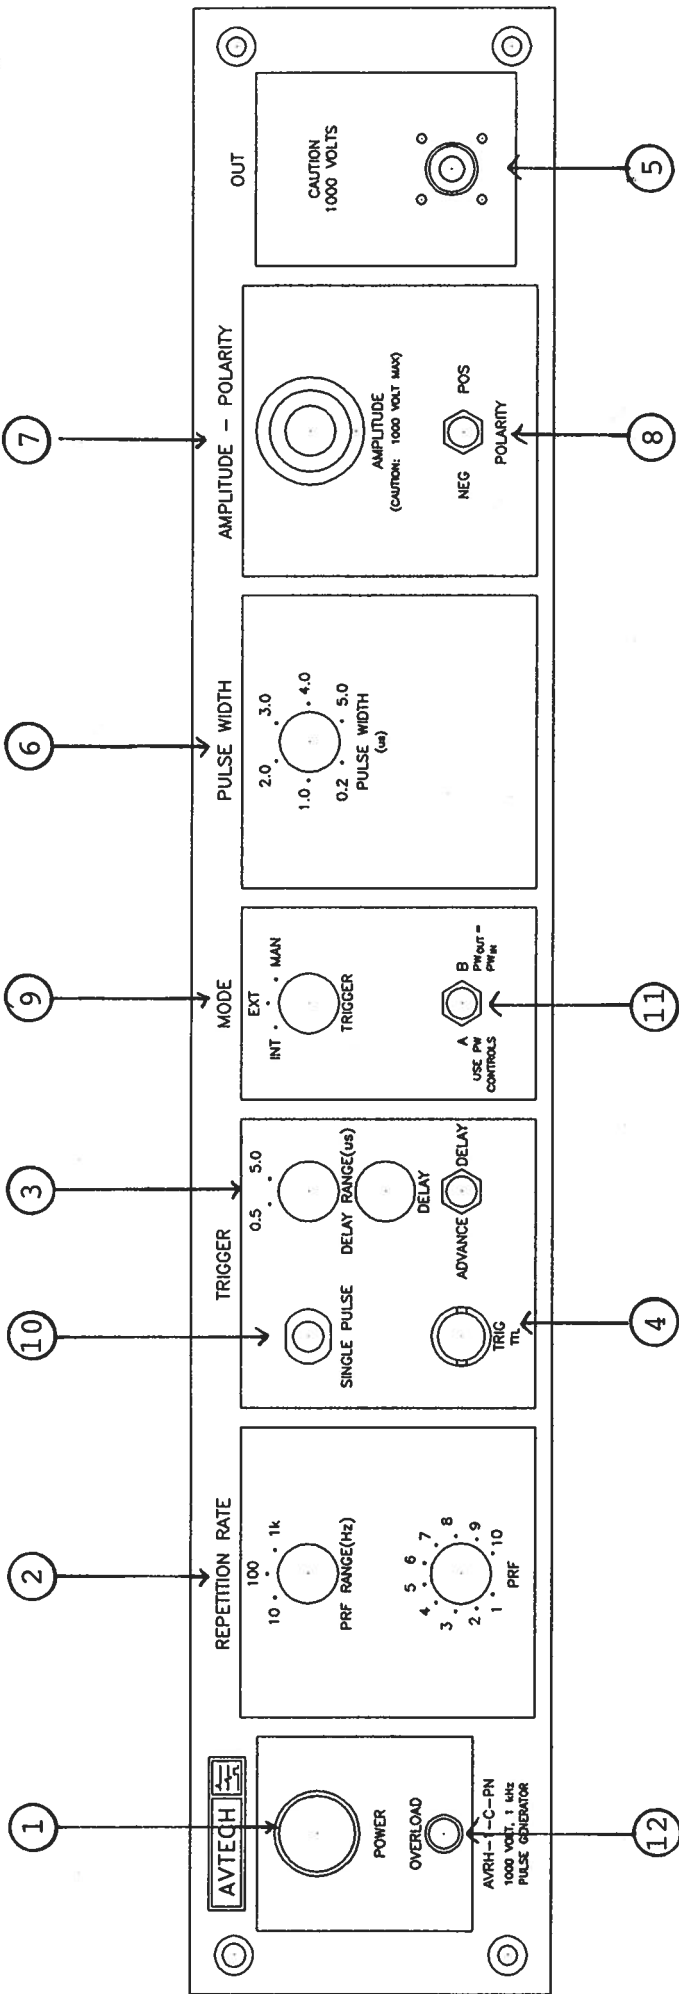 1
2
10
3
9
6
7
AVTECH
POWER
OVERLOAD
1000 VOLT, 1 kHz
PULSE GENERATOR
12
REPETITION RATE
10
100
1k
PRF RANGE(Hz)
1
2
3
4
5
6
7
8
9
10
PRF
TRIGGER
SINGLE PULSE
0.5
5.0
DELAY RANGE(us)
DELAY
ADVANCE
DELAY
TRIG
4
MODE
INT
EXT
MAN
TRIGGER
A
B
USE PW
CONTROLS
PWOUT =
PWIN
11
PULSE WIDTH
0.2
1.0
2.0
3.0
4.0
5.0
PULSE WIDTH
(us)
AMPLITUDE – POLARITY
AMPLITUDE
(CAUTION: 1000 VOLT MAX)
NEG
POS
POLARITY
8
OUT
CAUTION
1000 VOLTS
5